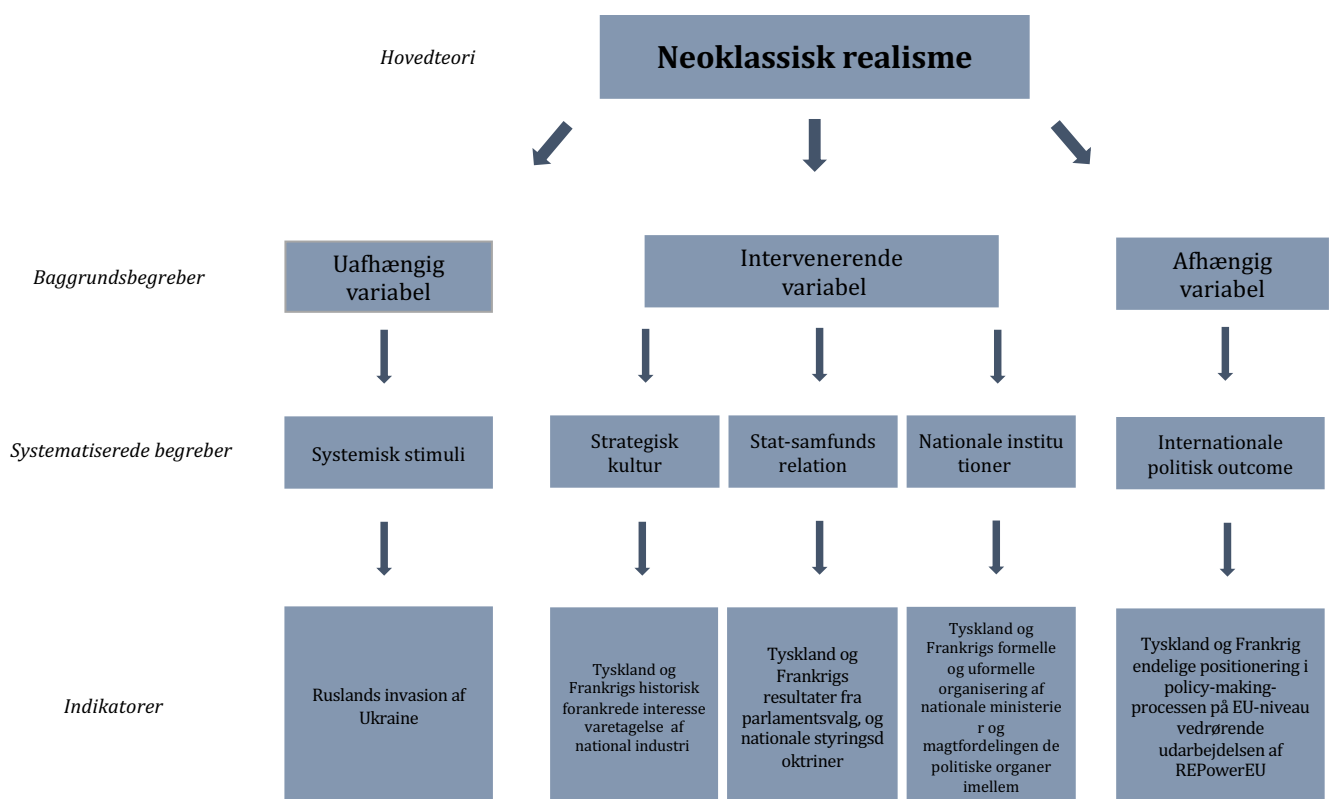 Hovedteori
Neoklassisk realisme
Baggrundsbegreber
Uafhængig
variabel
Intervenerende
variabel
Afhængig
variabel
Systematiserede begreber
Systemisk stimuli
Strategisk
kultur
Stat-samfunds
relation
Nationale institu
tioner
Internationale
politisk outcome
Indikatorer
Ruslands invasion af
Ukraine
Tyskland og
Frankrigs historisk
forankrede interesse
varetagelse af
national industri
Tyskland og
Frankrigs
resultater fra
parlamentsvalg, og
nationale styringsd
oktriner
Tyskland og
Frankrigs formelle
og uformelle
organisering af
nationale ministerie
r og
magtfordelingen de
politiske organer
imellem
Tyskland og Frankrig
endelige positionering i
policy-making-
processen på EU-niveau
vedrørende
udarbejdelsen af
REPowerEU